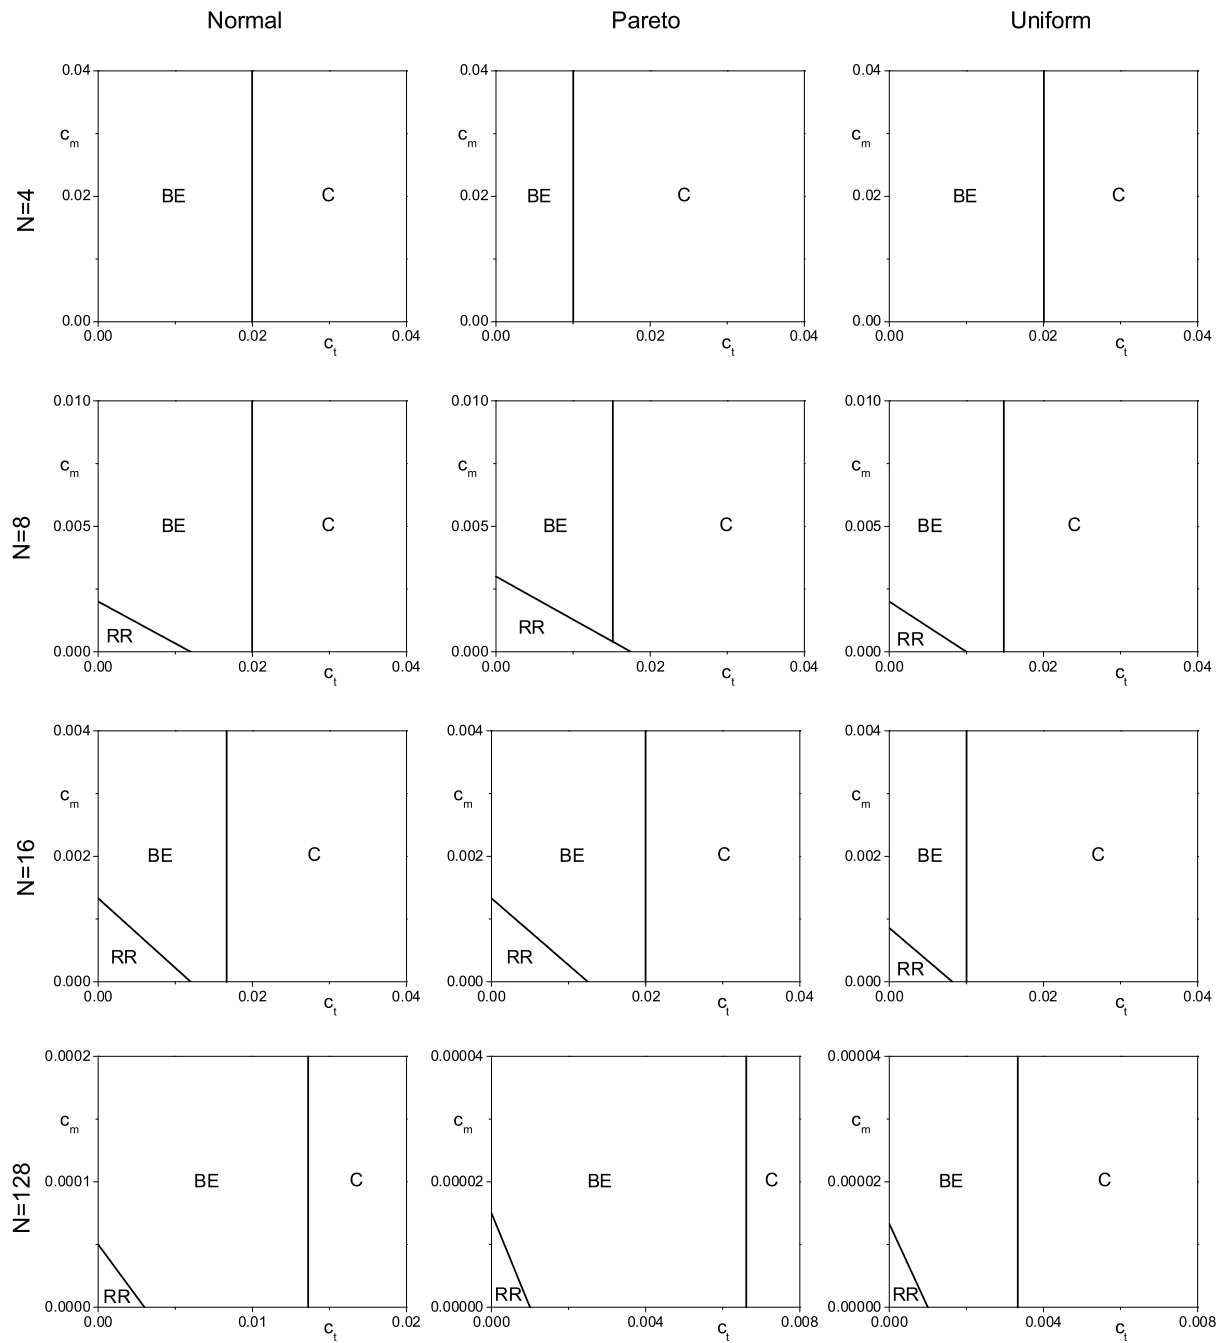 Normal Pareto Uniform
N=4
0.04 0.04 0.04
c_m c_m c_m
0.02 BE C 0.02 BE C 0.02 BE C
0.00 0.00 0.00
0.00 0.02 0.04 0.00 0.02 0.04 0.00 0.02 0.04
c_t c_t c_t
N=8
0.010 0.010 0.010
c_m c_m c_m
0.005 BE C 0.005 BE C 0.005 BE C
RR RR RR
0.000 0.000 0.000
0.00 0.02 0.04 0.00 0.02 0.04 0.00 0.02 0.04
c_t c_t c_t
N=16
0.004 0.004 0.004
c_m c_m c_m
0.002 BE C 0.002 BE C 0.002 BE C
RR RR RR
0.000 0.000 0.000
0.00 0.02 0.04 0.00 0.02 0.04 0.00 0.02 0.04
c_t c_t c_t
N=128
0.0002 0.00004 0.00004
c_m c_m c_m
0.0001 BE C 0.00002 BE C 0.00002 BE C
RR RR RR
0.0000 0.00000 0.00000
0.00 0.01 0.02 0.000 0.004 0.008 0.000 0.004 0.008
c_t c_t c_t